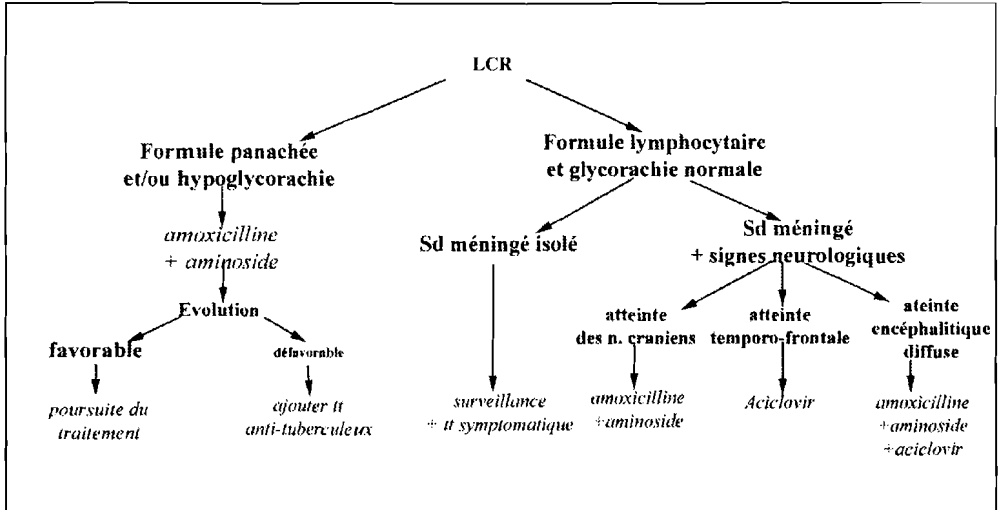 LCR
Formule panachée
et/ou hypoglycorachie
Formule lymphocytaire
et glycorachie normale
amoxicilline
+ aminoside
Sd méningé isolé
Sd méningé
+ signes neurologiques
Evolution
favorable
défavorable
atteinte
des n. craniens
atteinte
temporo-frontale
ateinte
encéphalitique
diffuse
poursuite du
traitement
ajouter tt
anti-tuberculeux
surveillance
+ tt symptomatique
amoxicilline
+aminoside
Aciclovir
amoxicilline
+aminoside
+aciclovir